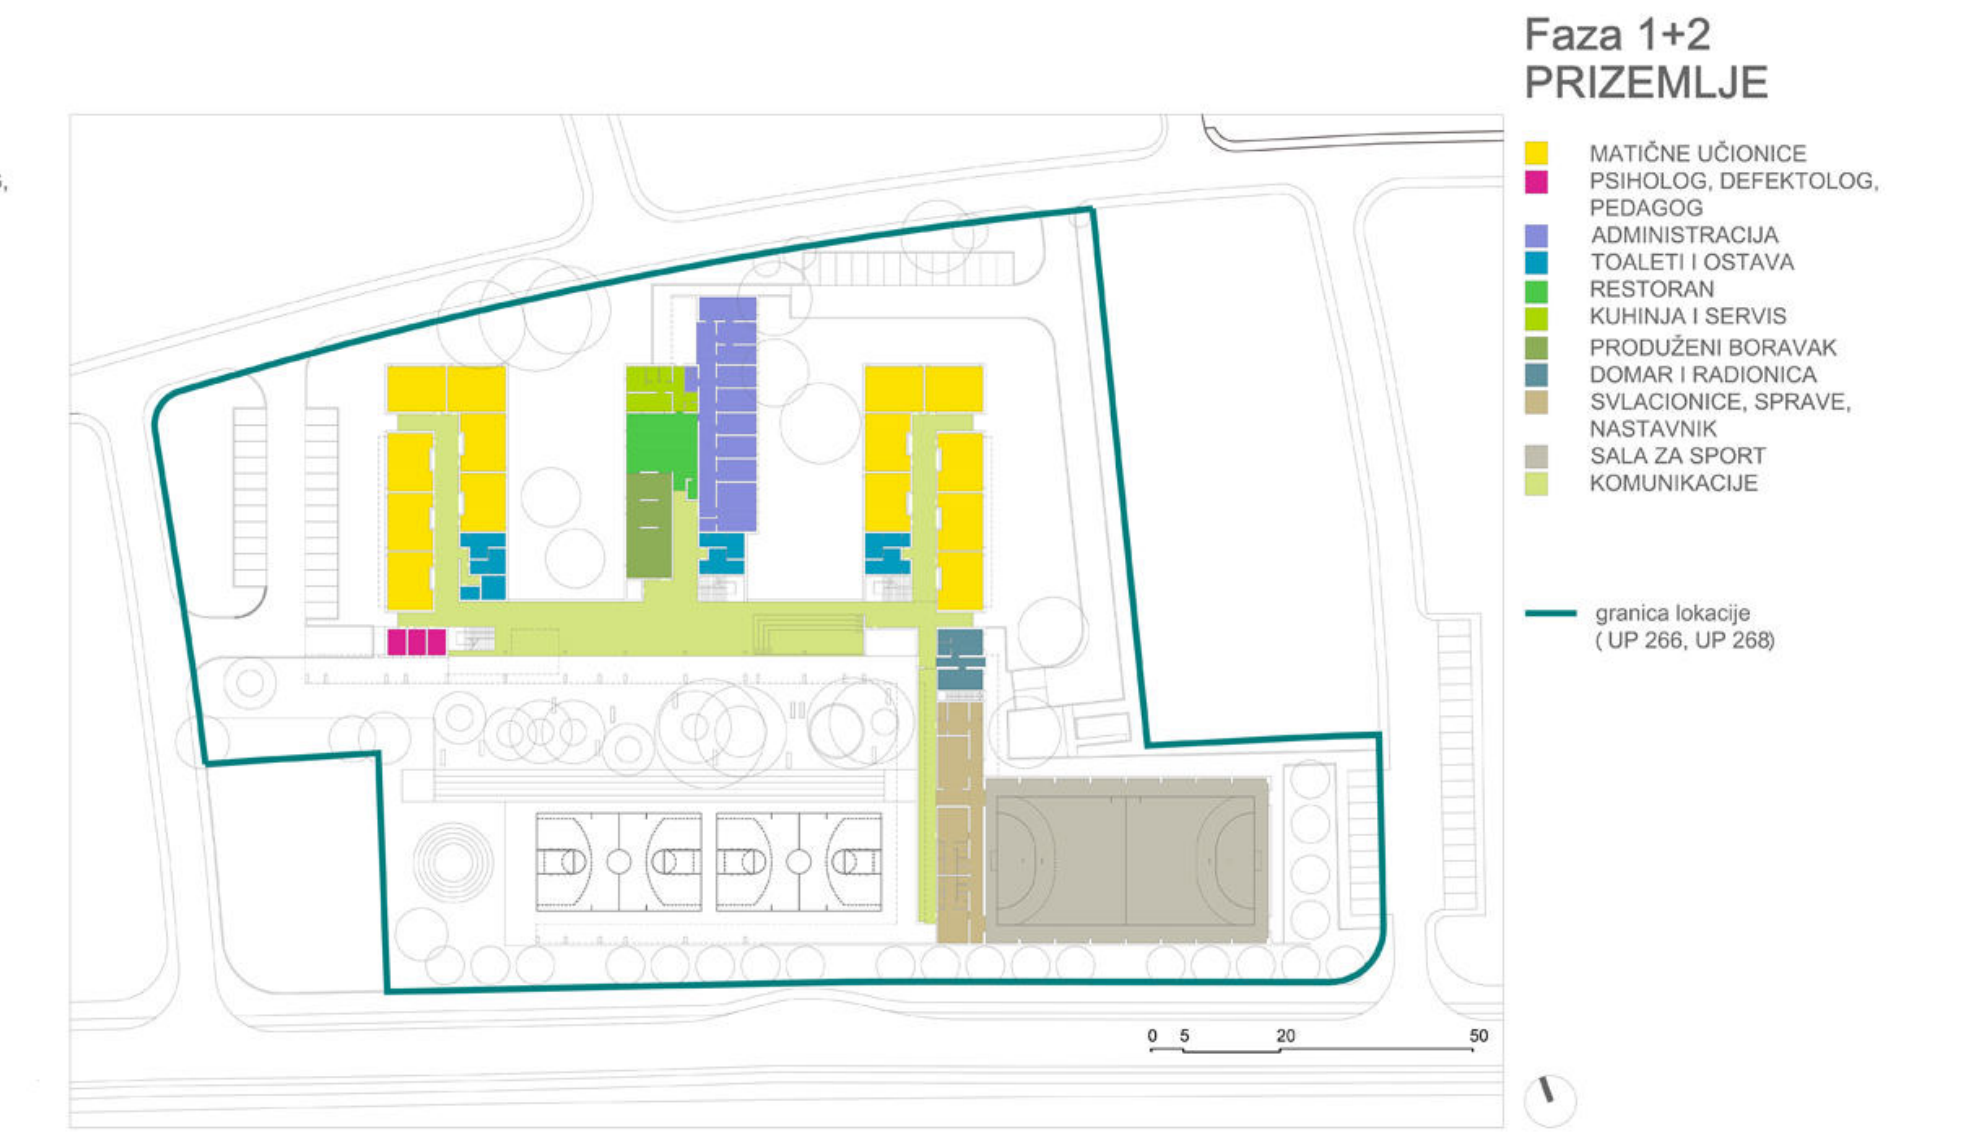 Faza 1+2
PRIZEMLJE
MATIČNE UČIONICE
PSIHOLOG, DEFEKTOLOG,
PEDAGOG
ADMINISTRACIJA
TOALETI I OSTAVA
RESTORAN
KUHINJA I SERVIS
PRODUŽENI BORAVAK
DOMAR I RADIONICA
SVLACIONICE, SPRAVE,
NASTAVNIK
SALA ZA SPORT
KOMUNIKACIJE
granica lokacije
( UP 266, UP 268)
0 5 20 50